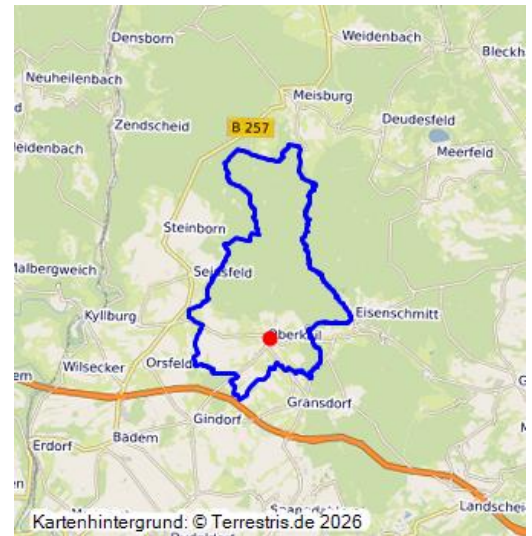 Densborn
Weidenbach
Bleckh
Neuheilenbach
Meisburg
Zendscheid
B 257
Deudesfeld
eidenbach
Meerfeld
Steinborn
Malbergweich
Seinsfeld
Kyllburg
Eisenschmitt
Oberkail
Wilsecker
Orsfeld
em
Gransdorf
Gindorf
Badem
Erdorf
Landschei
Kartenhintergrund: © Terrestris.de 2026